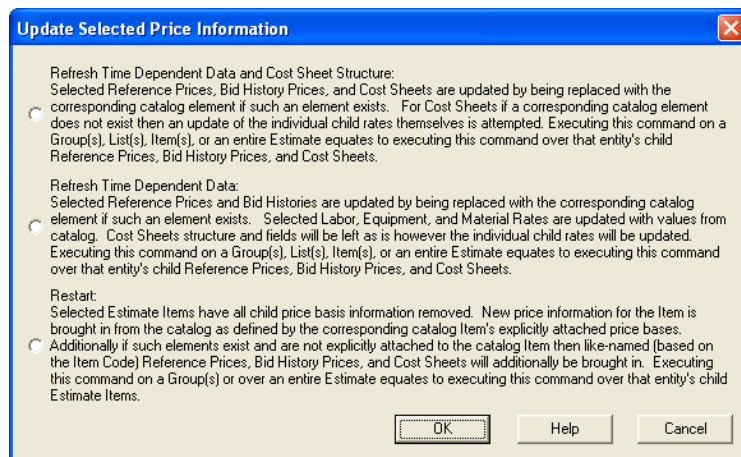 Update Selected Price Information
Refresh Time Dependent Data and Cost Sheet Structure:
Selected Reference Prices, Bid History Prices, and Cost Sheets are updated by being replaced with the
corresponding catalog element if such an element exists. For Cost Sheets if a corresponding catalog element
does not exist then an update of the individual child rates themselves is attempted. Executing this command on a
Group(s), List(s), Item(s), or an entire Estimate equates to executing this command over that entity's child
Reference Prices, Bid History Prices, and Cost Sheets.
Refresh Time Dependent Data:
Selected Reference Prices and Bid Histories are updated by being replaced with the corresponding catalog
element if such an element exists. Selected Labor, Equipment, and Material Rates are updated with values from
catalog. Cost Sheets structure and fields will be left as is however the individual child rates will be updated.
Executing this command on a Group(s), List(s), Item(s), or an entire Estimate equates to executing this command
over that entity's child Reference Prices, Bid History Prices, and Cost Sheets.
Restart:
Selected Estimate Items have all child price basis information removed. New price information for the Item is
brought in from the catalog as defined by the corresponding catalog Item's explicitly attached price bases.
Additionally if such elements exist and are not explicitly attached to the catalog Item then like-named (based on
the Item Code) Reference Prices, Bid History Prices, and Cost Sheets will additionally be brought in. Executing
this command on a Group(s) or over an entire Estimate equates to executing this command over that entity's child
Estimate Items.
OK Help Cancel